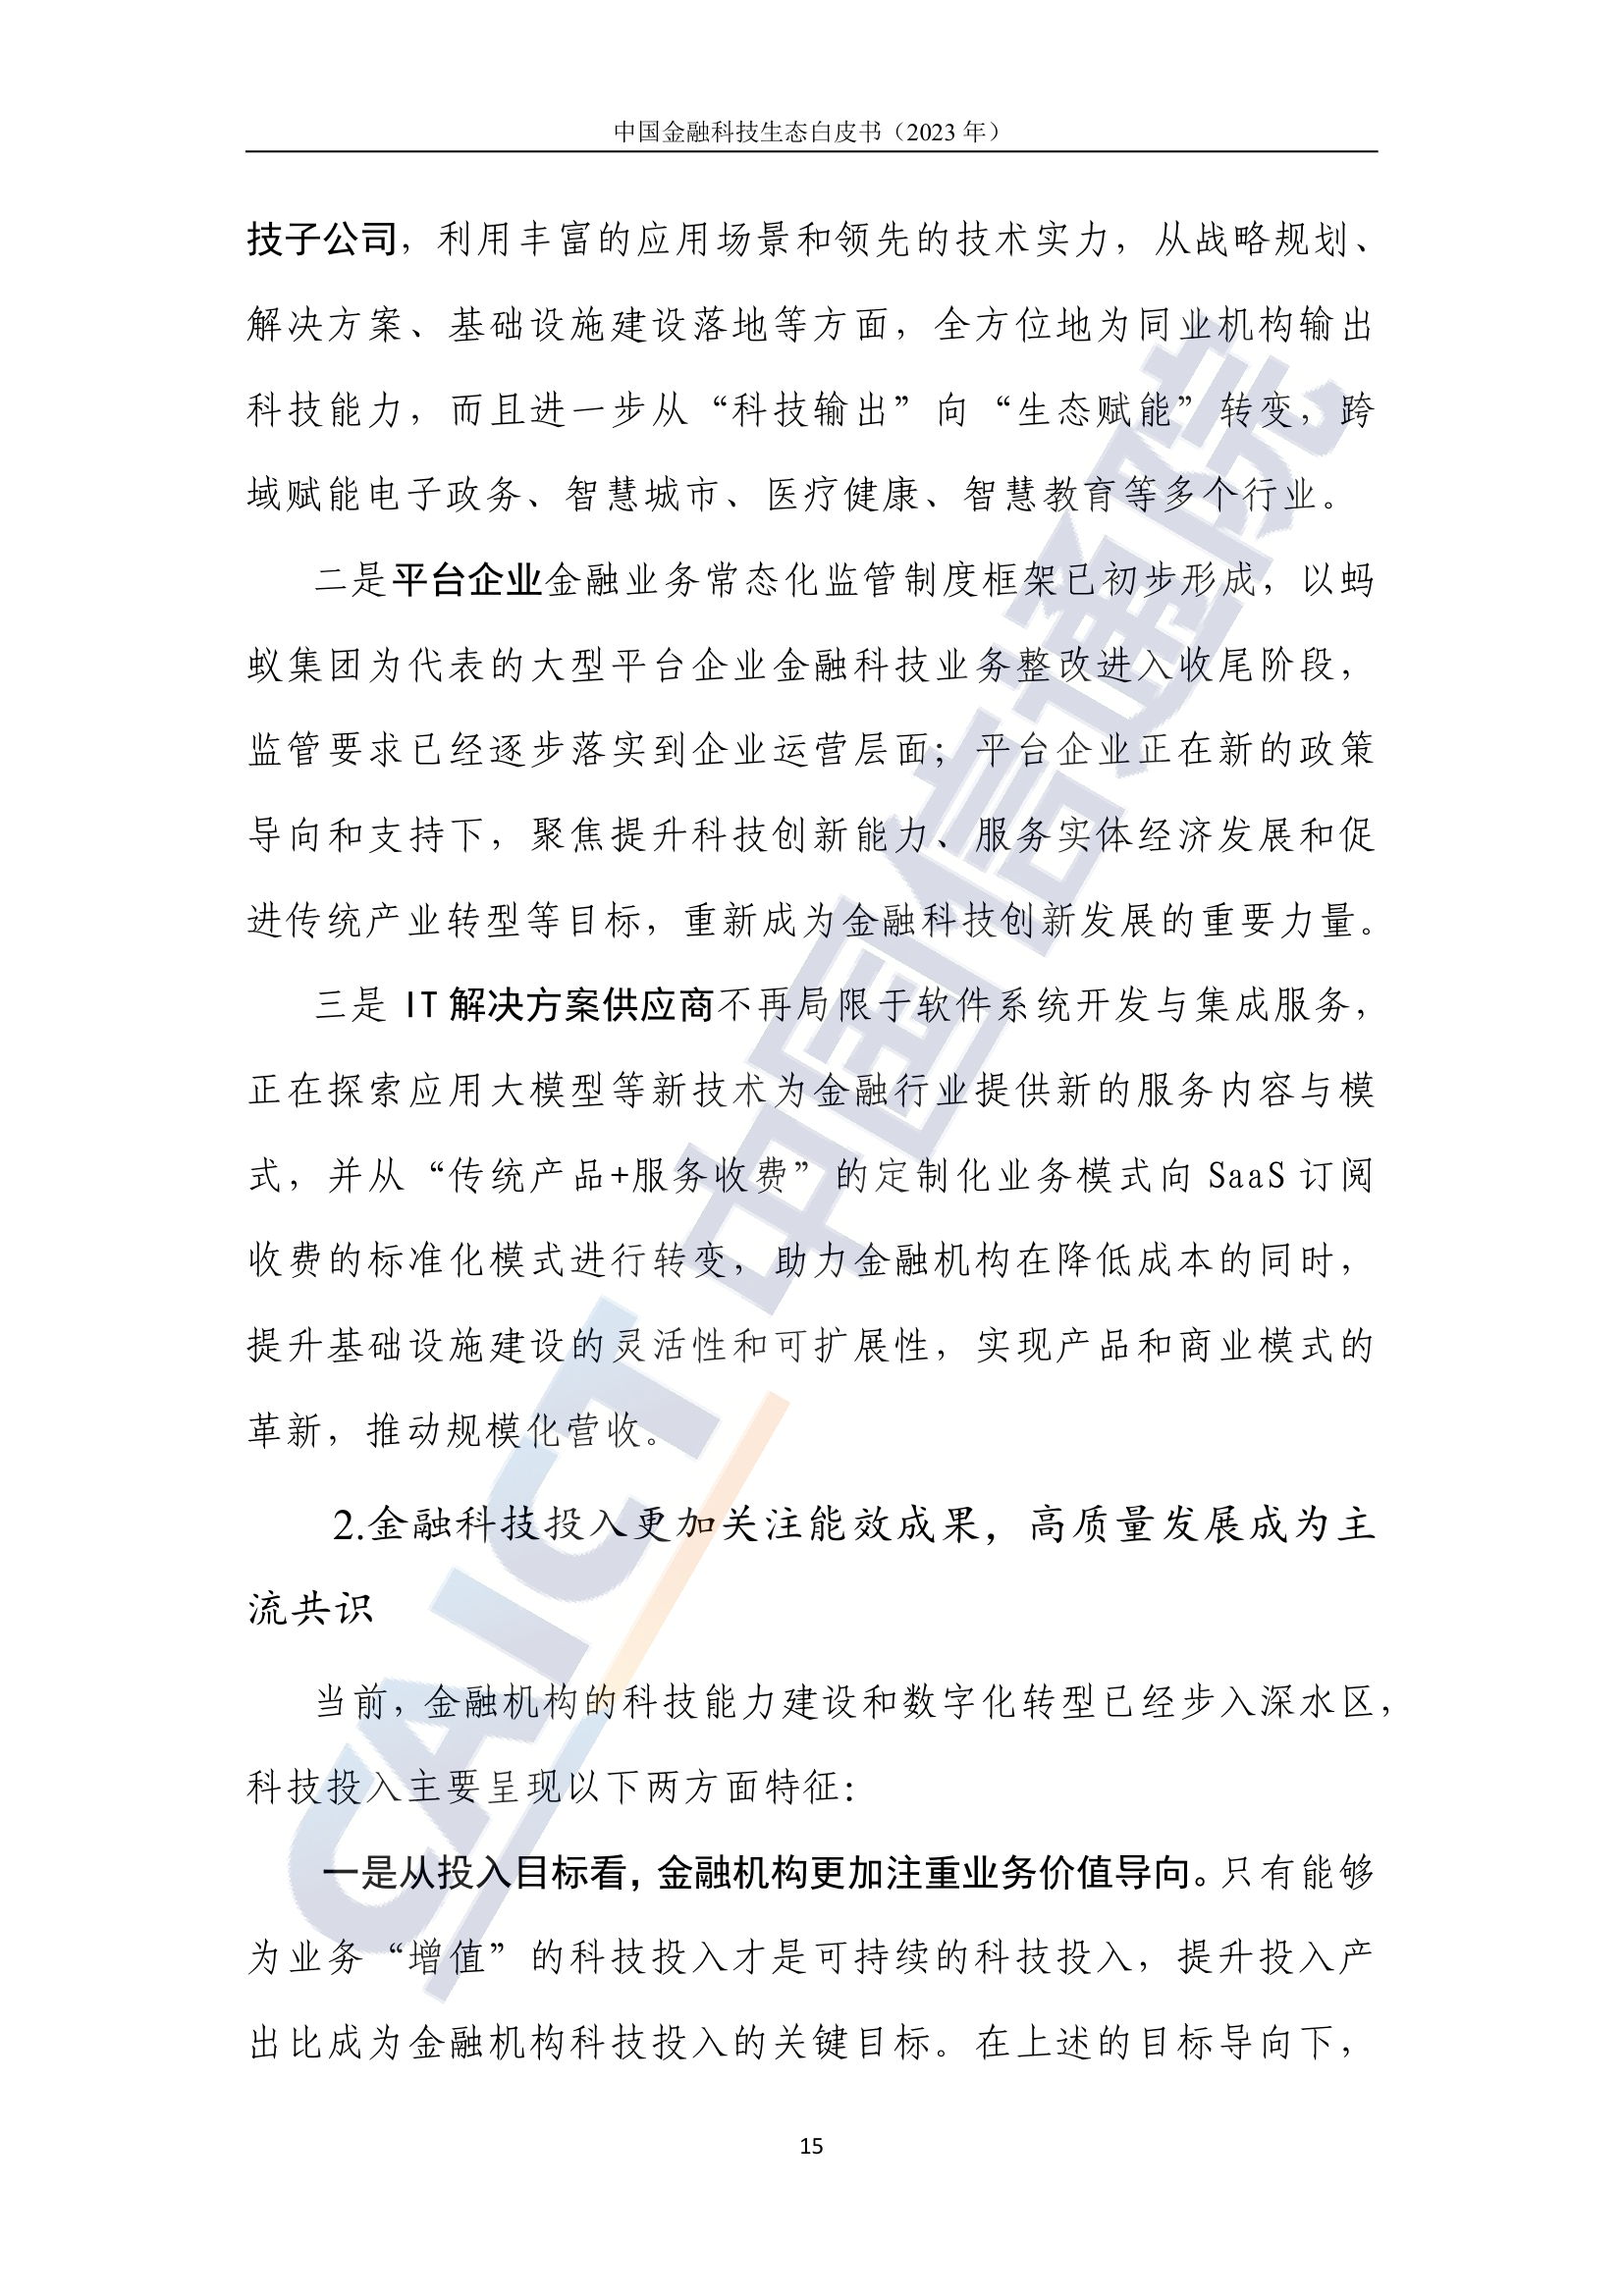 中国金融科技生态白皮书（2023 年）
技子公司，利用丰富的应用场景和领先的技术实力，从战略规划、
解决方案、基础设施建设落地等方面，全方位地为同业机构输出
科技能力，而且进一步从“科技输出”向“生态赋能”转变，跨
域赋能电子政务、智慧城市、医疗健康、智慧教育等多个行业。
二是平台企业金融业务常态化监管制度框架已初步形成，以蚂
蚁集团为代表的大型平台企业金融科技业务整改进入收尾阶段，
监管要求已经逐步落实到企业运营层面；平台企业正在新的政策
导向和支持下，聚焦提升科技创新能力、服务实体经济发展和促
进传统产业转型等目标，重新成为金融科技创新发展的重要力量。
三是 IT 解决方案供应商不再局限于软件系统开发与集成服务，
正在探索应用大模型等新技术为金融行业提供新的服务内容与模
式，并从“传统产品+服务收费”的定制化业务模式向 SaaS 订阅
收费的标准化模式进行转变，助力金融机构在降低成本的同时，
提升基础设施建设的灵活性和可扩展性，实现产品和商业模式的
革新，推动规模化营收。
2.金融科技投入更加关注能效成果，高质量发展成为主
流共识
当前，金融机构的科技能力建设和数字化转型已经步入深水区，
科技投入主要呈现以下两方面特征：
一是从投入目标看，金融机构更加注重业务价值导向。只有能够
为业务“增值”的科技投入才是可持续的科技投入，提升投入产
出比成为金融机构科技投入的关键目标。在上述的目标导向下，
15
CAICT 中国信通院